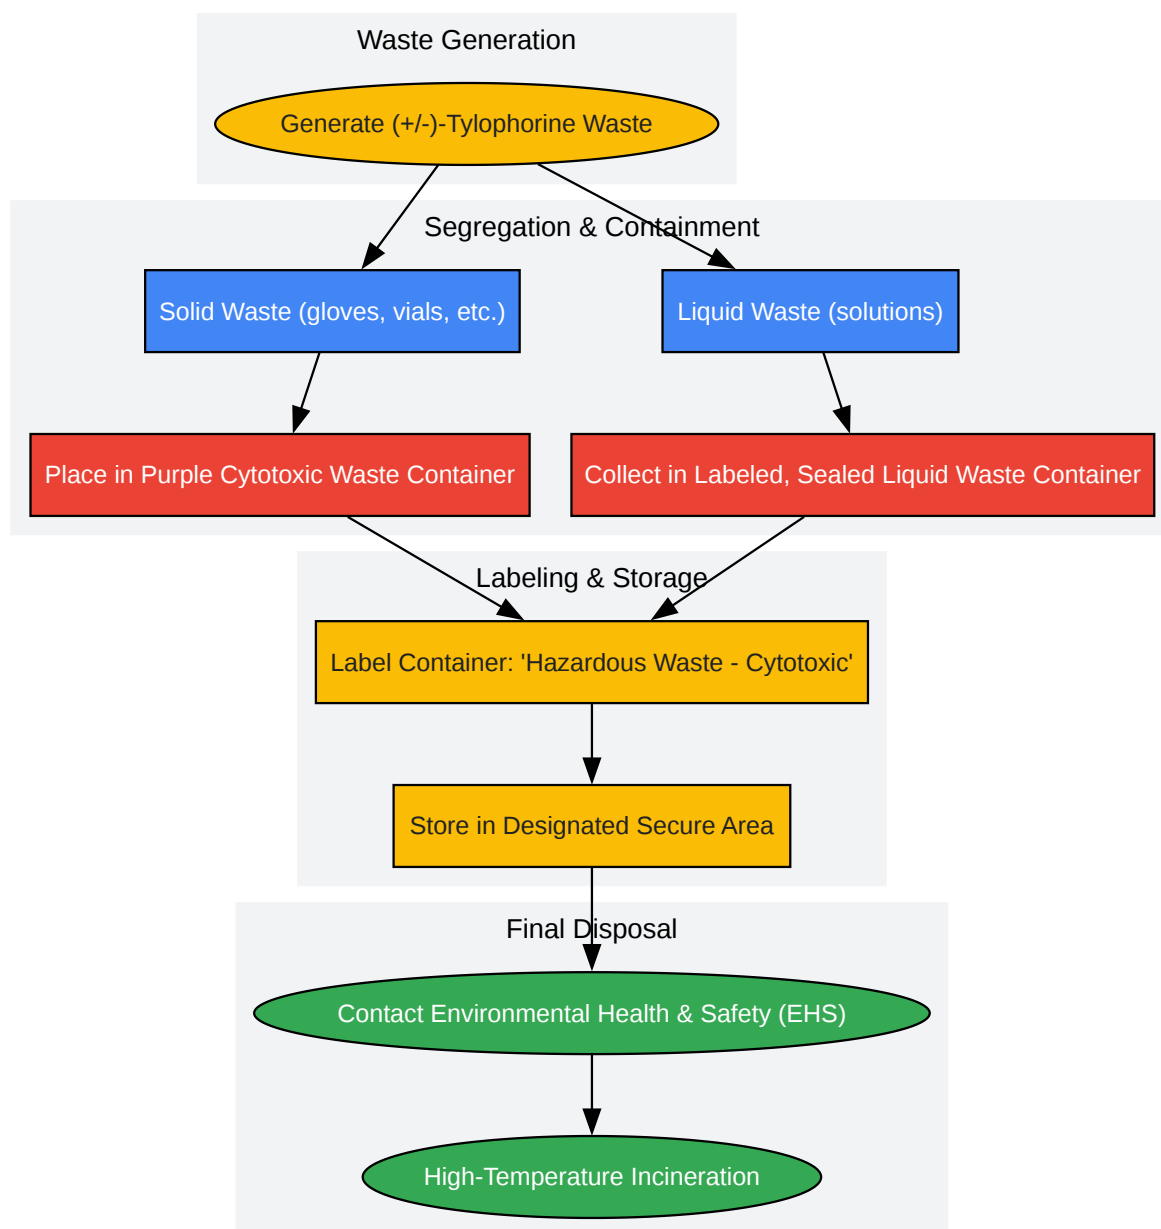 Waste Generation
Generate (+/-)-Tylophorine Waste
Segregation & Containment
Solid Waste (gloves, vials, etc.)
Liquid Waste (solutions)
Place in Purple Cytotoxic Waste Container
Collect in Labeled, Sealed Liquid Waste Container
Labeling & Storage
Label Container: 'Hazardous Waste - Cytotoxic'
Store in Designated Secure Area
Final Disposal
Contact Environmental Health & Safety (EHS)
High-Temperature Incineration